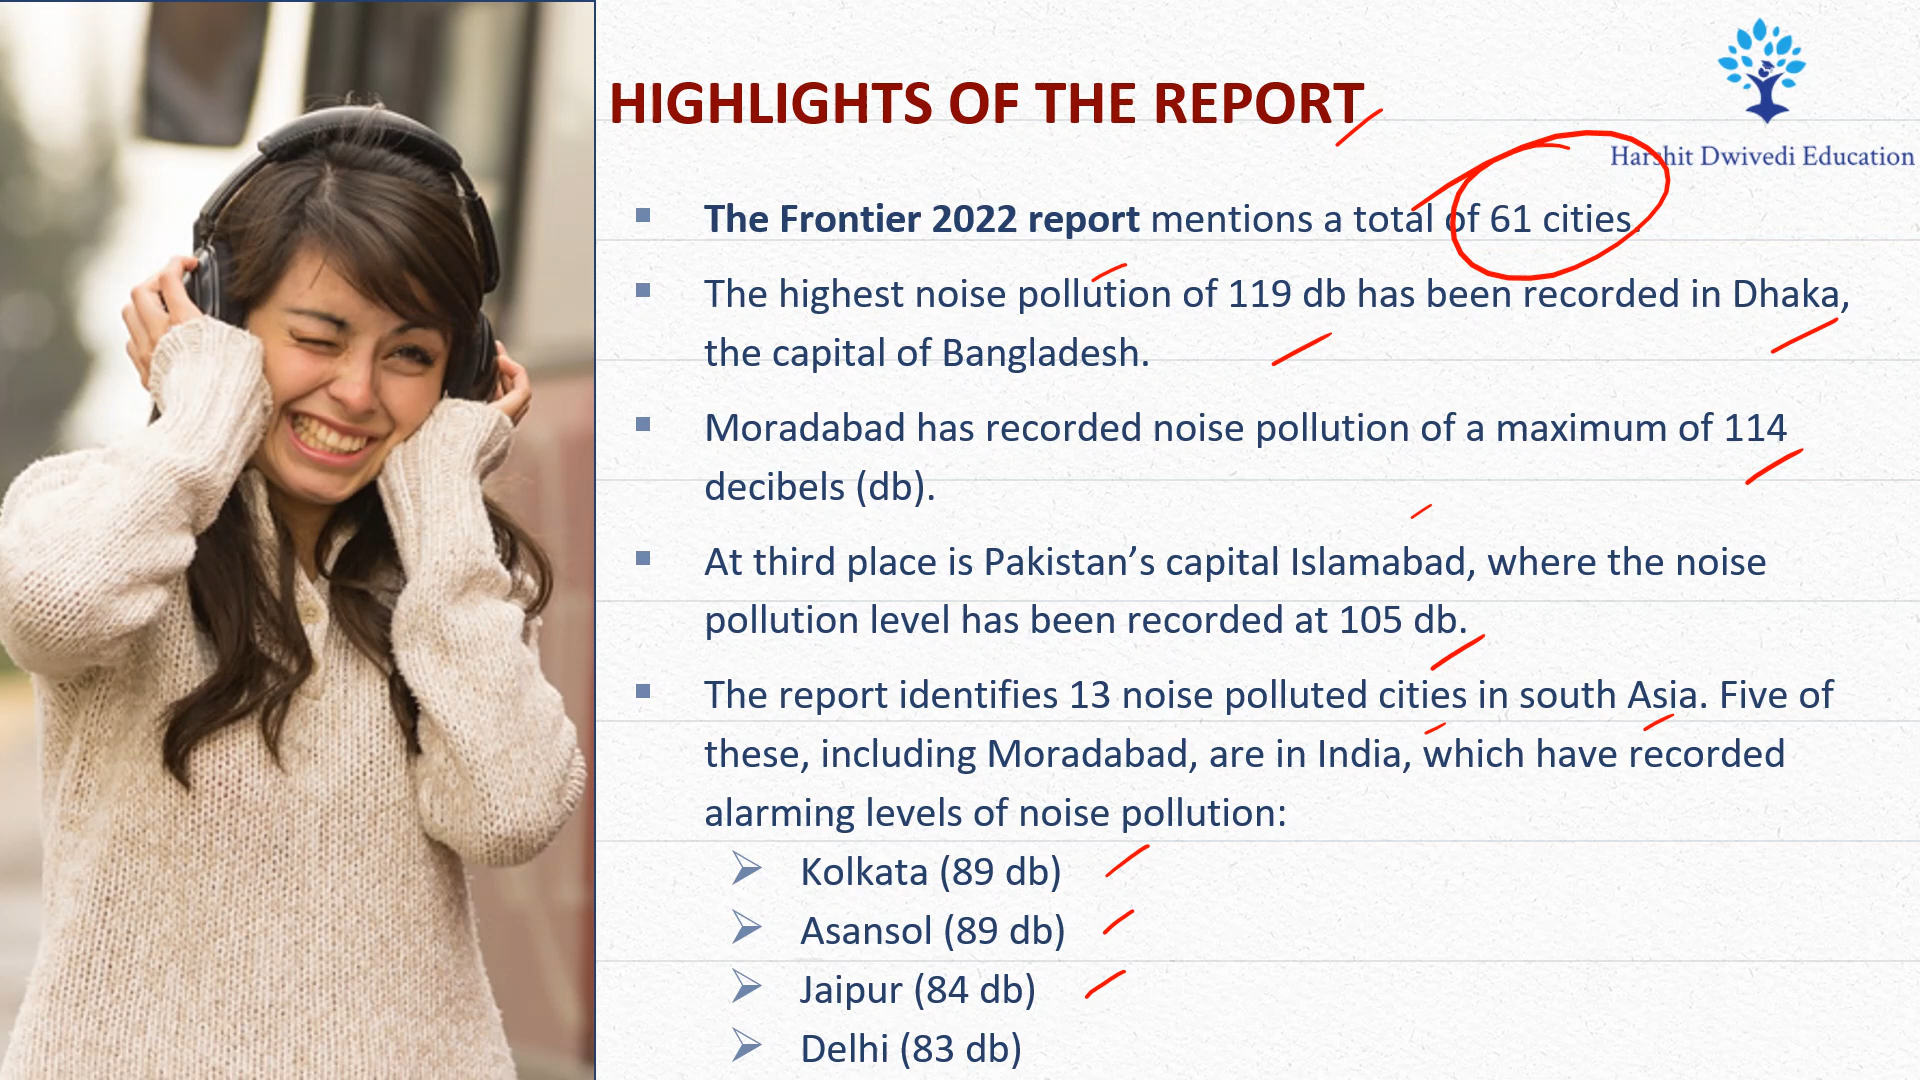 HIGHLIGHTS OF THE REPORT
Harshit Dwivedi Education
▪ The Frontier 2022 report mentions a total of 61 cities.
▪ The highest noise pollution of 119 db has been recorded in Dhaka,
the capital of Bangladesh.
▪ Moradabad has recorded noise pollution of a maximum of 114
decibels (db).
▪ At third place is Pakistan’s capital Islamabad, where the noise
pollution level has been recorded at 105 db.
▪ The report identifies 13 noise polluted cities in south Asia. Five of
these, including Moradabad, are in India, which have recorded
alarming levels of noise pollution:
➢ Kolkata (89 db)
➢ Asansol (89 db)
➢ Jaipur (84 db)
➢ Delhi (83 db)